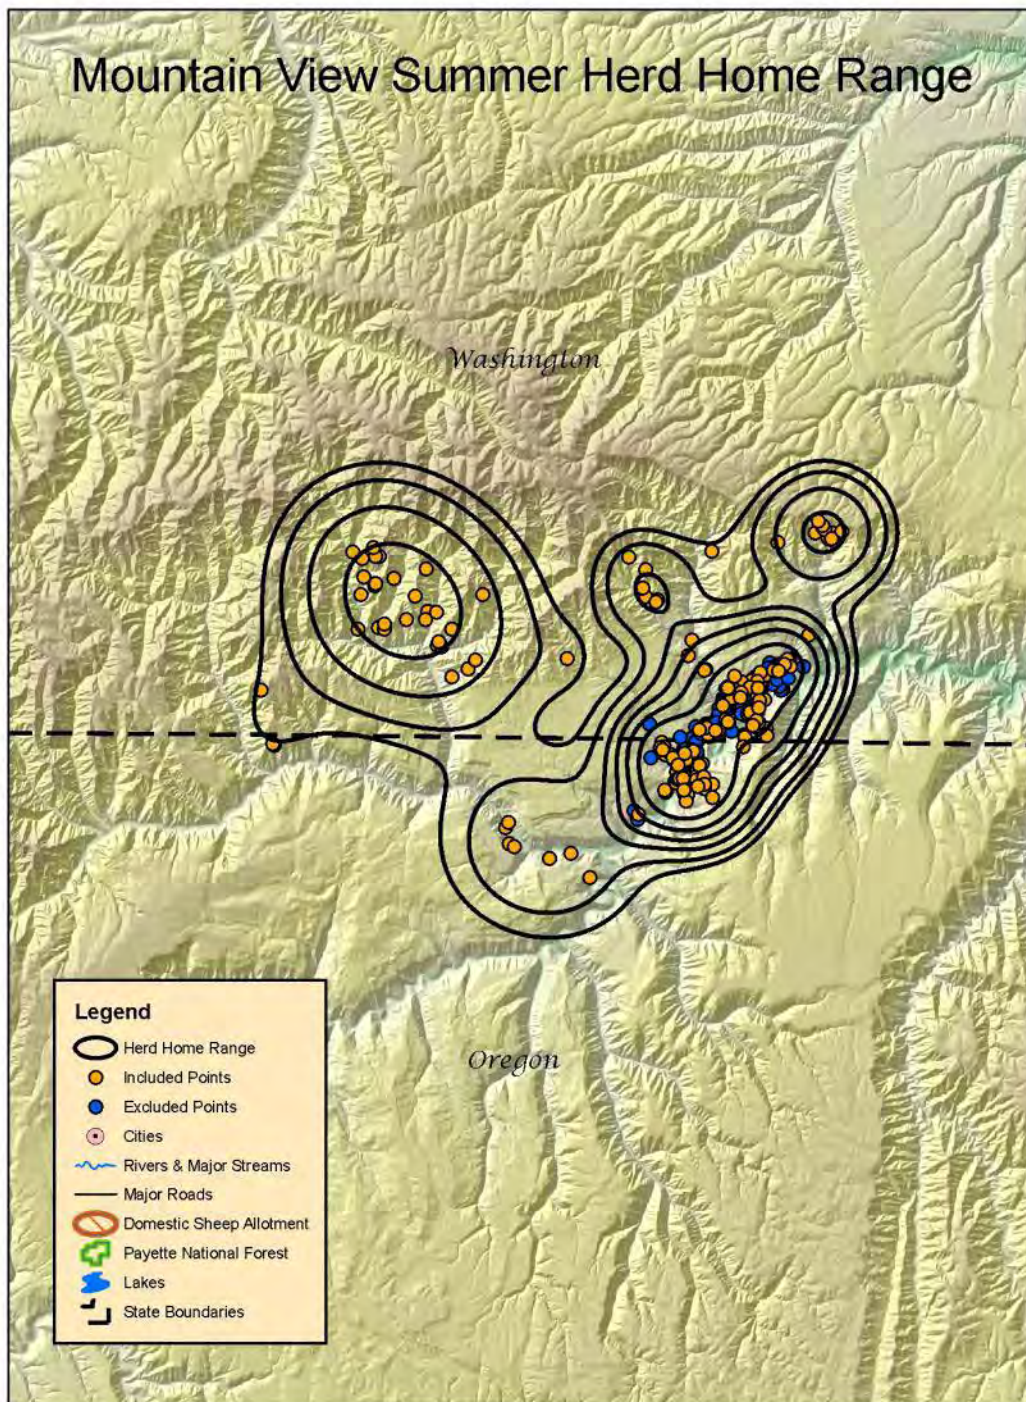 Mountain View Summer Herd Home Range
Washington
Oregon
Legend
Herd Home Range
Included Points
Excluded Points
Cities
Rivers & Major Streams
Major Roads
Domestic Sheep Allotment
Payette National Forest
Lakes
State Boundaries